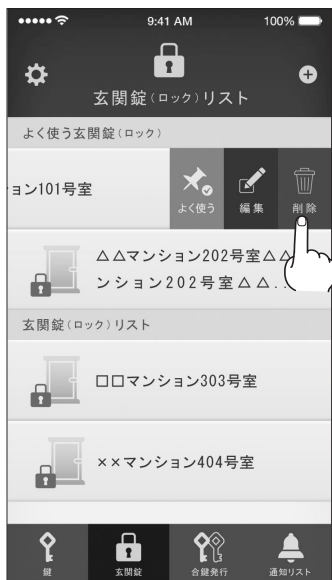 9:41 AM
100%
玄関錠(ロック)リスト
よく使う玄関錠(ロック)
ョン101号室
よく使う
編集
削除
△△マンション202号室△△
ンション202号室△△...
玄関錠(ロック)リスト
□□マンション303号室
××マンション404号室
鍵
玄関錠
合鍵発行
通知リスト